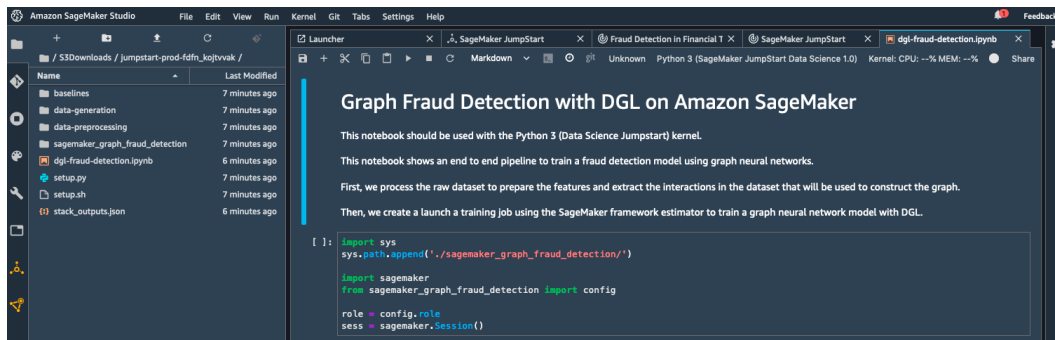 Amazon SageMaker Studio File Edit View Run Kernel Git Tabs Settings Help Feedback
/ S3Downloads / jumpstart-prod-fdfn_kojtvvak /
Name Last Modified
baselines 7 minutes ago
data-generation 7 minutes ago
data-preprocessing 7 minutes ago
sagemaker_graph_fraud_detection 7 minutes ago
dgl-fraud-detection.ipynb 6 minutes ago
setup.py 7 minutes ago
setup.sh 7 minutes ago
stack_outputs.json 6 minutes ago
Launcher SageMaker JumpStart Fraud Detection in Financial T SageMaker JumpStart dgl-fraud-detection.ipynb
Markdown git Unknown Python 3 (SageMaker JumpStart Data Science 1.0) Kernel: CPU: --% MEM: --% Share
Graph Fraud Detection with DGL on Amazon SageMaker
This notebook should be used with the Python 3 (Data Science Jumpstart) kernel.
This notebook shows an end to end pipeline to train a fraud detection model using graph neural networks.
First, we process the raw dataset to prepare the features and extract the interactions in the dataset that will be used to construct the graph.
Then, we create a launch a training job using the SageMaker framework estimator to train a graph neural network model with DGL.
[ ]: import sys
sys.path.append('./sagemaker_graph_fraud_detection/')
import sagemaker
from sagemaker_graph_fraud_detection import config
role = config.role
sess = sagemaker.Session()